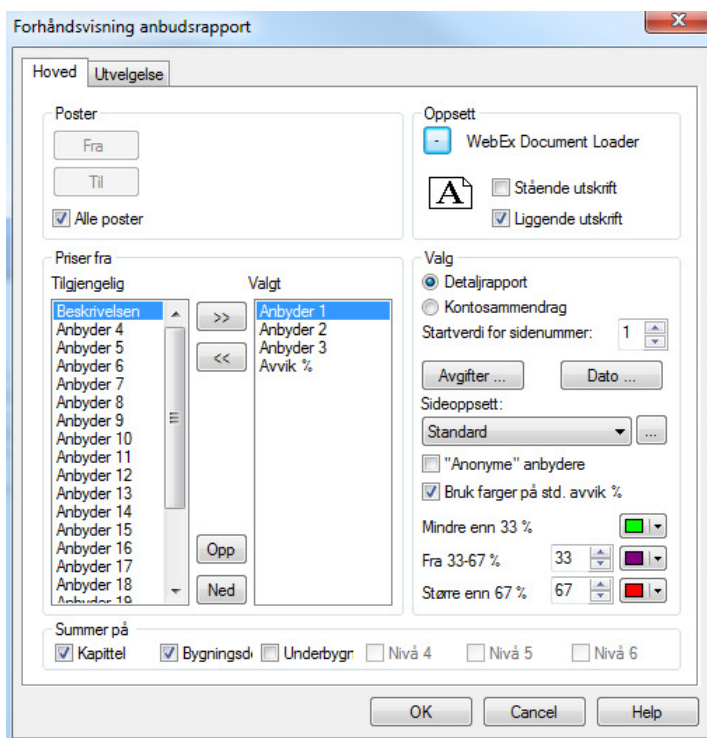 Forhåndsvisning anbudsrapport
Hoved
Utvelgelse
Poster
Fra
Til
Alle poster
Oppsett
-
WebEx Document Loader
A
Stående utskrift
Liggende utskrift
Priser fra
Tilgjengelig
Valgt
Beskrivelsen
Anbyder 4
Anbyder 5
Anbyder 6
Anbyder 7
Anbyder 8
Anbyder 9
Anbyder 10
Anbyder 11
Anbyder 12
Anbyder 13
Anbyder 14
Anbyder 15
Anbyder 16
Anbyder 17
Anbyder 18
Anbyder 19
>>
<<
Opp
Ned
Anbyder 1
Anbyder 2
Anbyder 3
Avvik %
Valg
Detaljrapport
Kontosammendrag
Startverdi for sidenummer: 1
Avgifter ...
Dato ...
Sideoppsett:
Standard
...
"Anonyme" anbydere
Bruk farger på std. avvik %
Mindre enn 33 %
Fra 33-67 % 33
Større enn 67 % 67
Summer på
Kapittel
Bygningsd
Underbygr
Nivå 4
Nivå 5
Nivå 6
OK
Cancel
Help